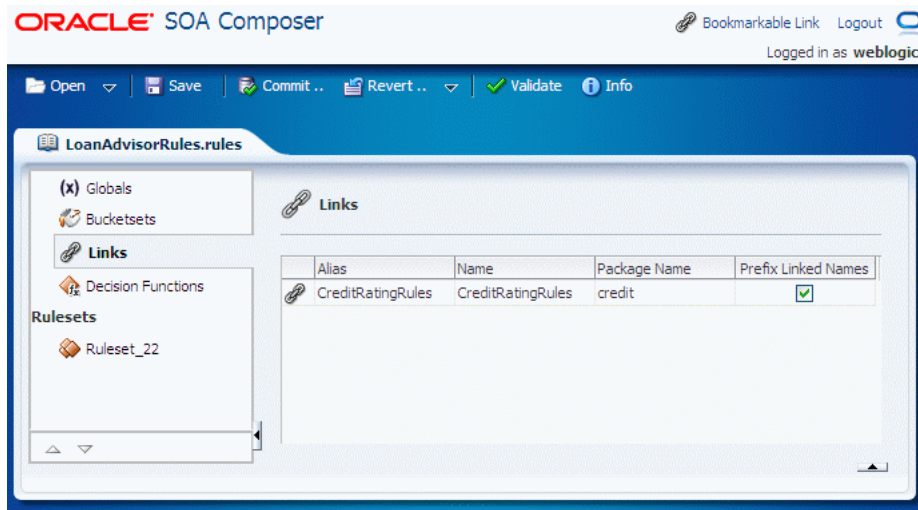 ORACLE SOA Composer
Bookmarkable Link Logout
Logged in as weblogic
Open Save Commit .. Revert .. Validate Info
LoanAdvisorRules.rules
(x) Globals
Bucketsets
Links
Decision Functions
Rulesets
Ruleset_22
Links
Alias Name Package Name Prefix Linked Names
CreditRatingRules CreditRatingRules credit